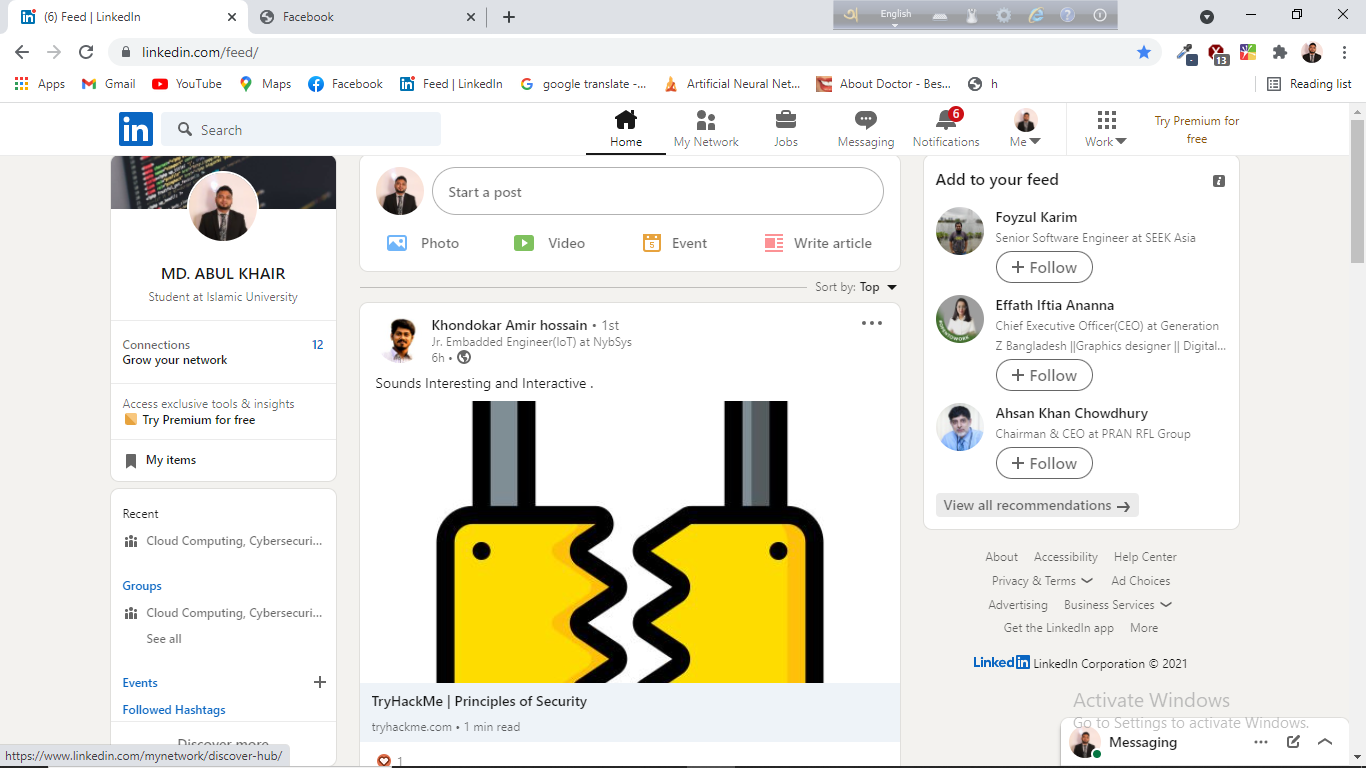 (6) Feed | LinkedIn
Facebook
English
linkedin.com/feed/
13
Apps
Gmail
YouTube
Maps
Facebook
Feed | LinkedIn
google translate -...
Artificial Neural Net...
About Doctor - Bes...
h
Reading list
in
Search
Home
My Network
Jobs
Messaging
6
Notifications
Me
Work
Try Premium for
free
MD. ABUL KHAIR
Student at Islamic University
Connections 12
Grow your network
Access exclusive tools & insights
Try Premium for free
My items
Recent
Cloud Computing, Cybersecuri...
Groups
Cloud Computing, Cybersecuri...
See all
Events
Followed Hashtags
Discover more
https://www.linkedin.com/mynetwork/discover-hub/
Start a post
Photo
Video
5
Event
Write article
Sort by: Top
Khondokar Amir hossain • 1st
Jr. Embadded Engineer(IoT) at NybSys
6h •
Sounds Interesting and Interactive .
TryHackMe | Principles of Security
tryhackme.com • 1 min read
1
Add to your feed
Foyzul Karim
Senior Software Engineer at SEEK Asia
+ Follow
Effath Iftia Ananna
Chief Executive Officer(CEO) at Generation
Z Bangladesh ||Graphics designer || Digital...
+ Follow
Ahsan Khan Chowdhury
Chairman & CEO at PRAN RFL Group
+ Follow
View all recommendations →
About Accessibility Help Center
Privacy & Terms Ad Choices
Advertising Business Services
Get the LinkedIn app More
LinkedIn LinkedIn Corporation © 2021
Activate Windows
Go to Settings to activate Windows.
Messaging